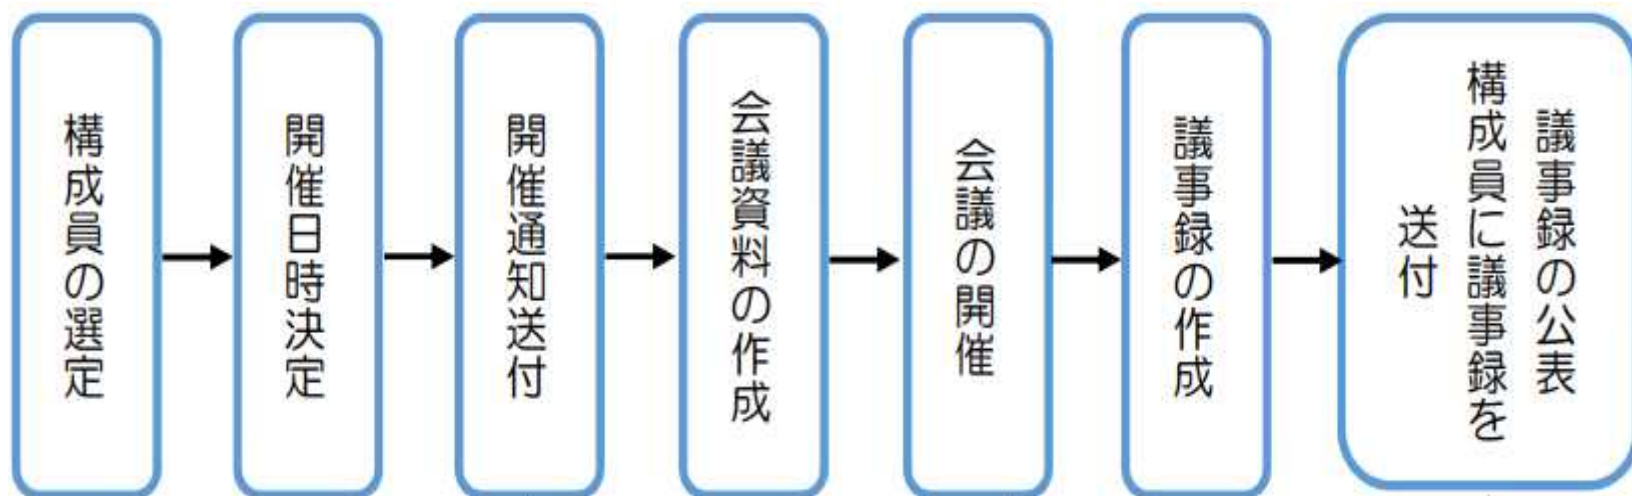 構成員の選定
開催日時決定
開催通知送付
会議資料の作成
会議の開催
議事録の作成
議事録の公表
構成員に議事録を
送付